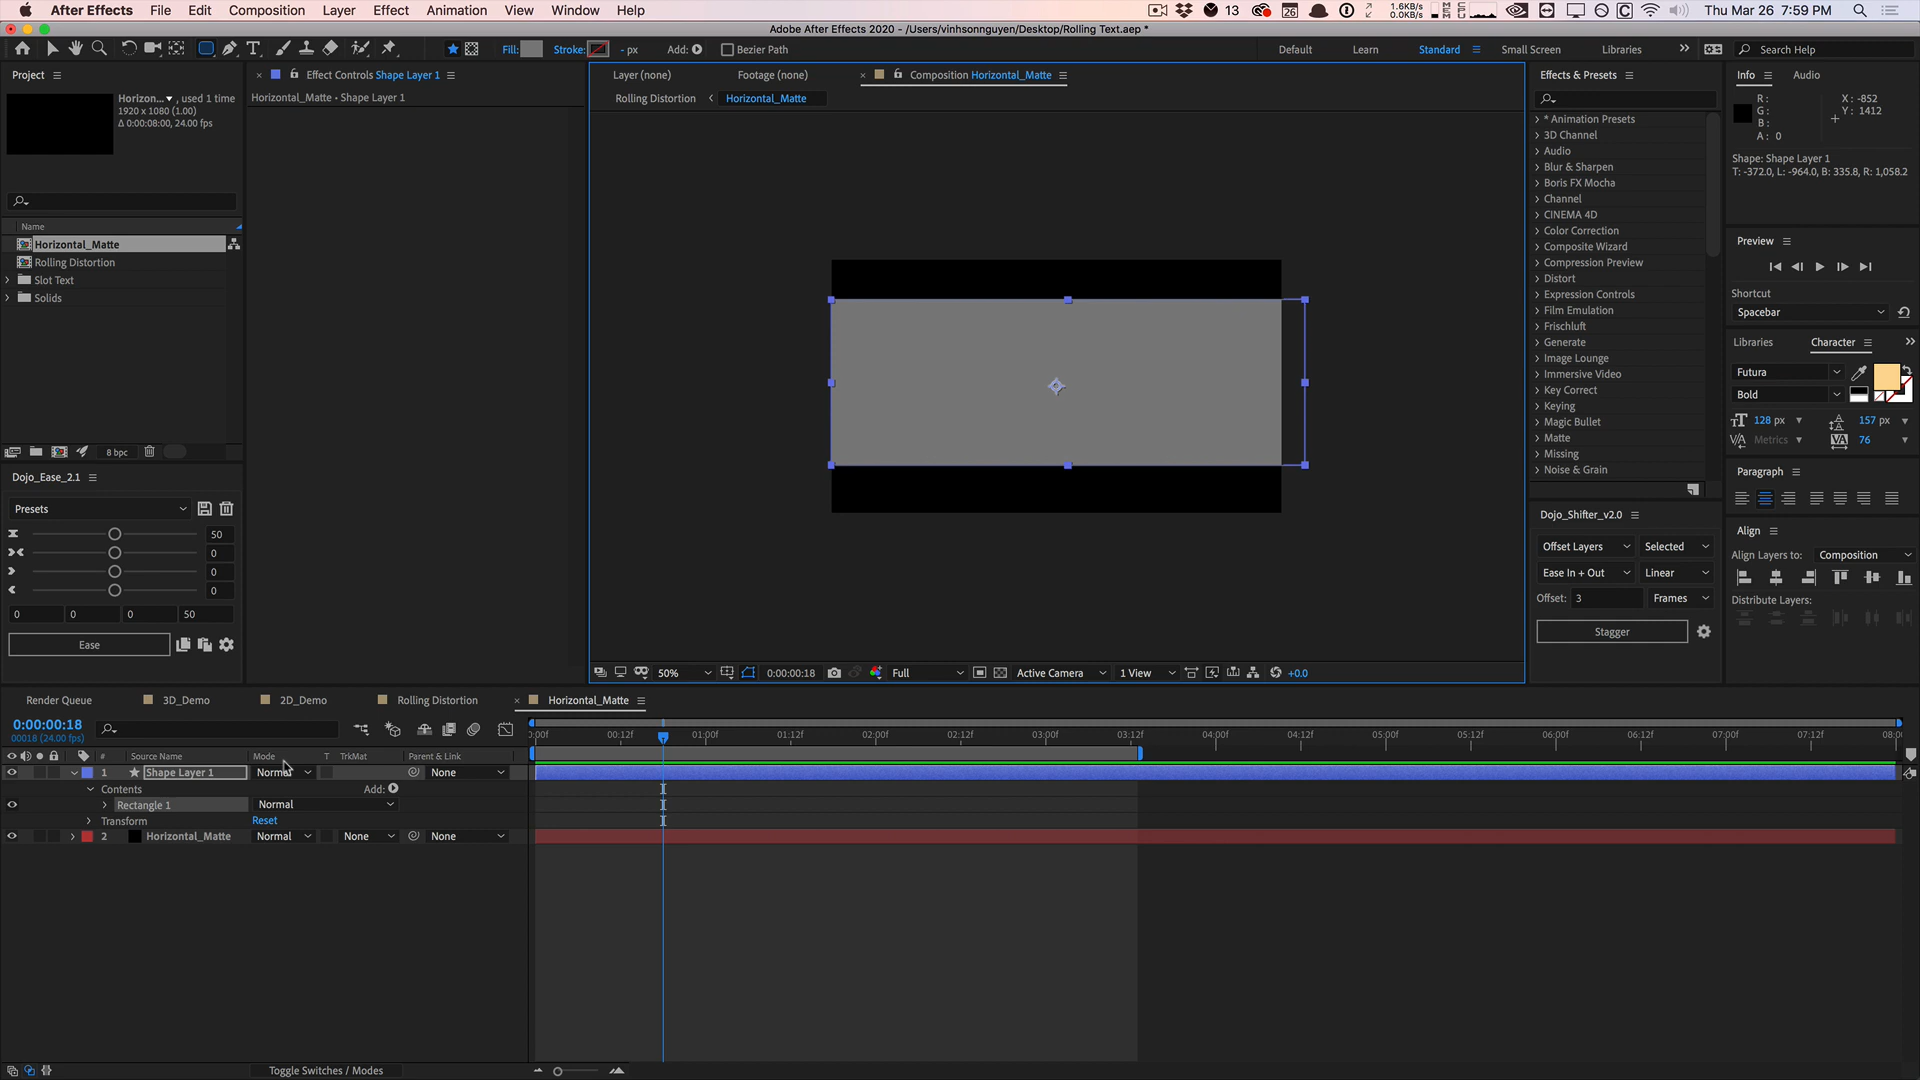 After Effects File Edit Composition Layer Effect Animation View Window Help
13 26 1.6KB/s 0.0KB/s Thu Mar 26 7:59 PM
Adobe After Effects 2020 - /Users/vinhsonnguyen/Desktop/Rolling Text.aep *
Fill: Stroke: - px Add: Bezier Path Default Learn Standard Small Screen Libraries Search Help
Project
Horizon... , used 1 time
1920 x 1080 (1.00)
Δ 0:00:08:00, 24.00 fps
Name
Horizontal_Matte
Rolling Distortion
Slot Text
Solids
8 bpc
Dojo_Ease_2.1
Presets
50
0
0
0
0 0 0 50
Ease
Effect Controls Shape Layer 1
Horizontal_Matte • Shape Layer 1
Layer (none) Footage (none) Composition Horizontal_Matte
Rolling Distortion Horizontal_Matte
50% 0:00:00:18 Full Active Camera 1 View +0.0
Effects & Presets
* Animation Presets
3D Channel
Audio
Blur & Sharpen
Boris FX Mocha
Channel
CINEMA 4D
Color Correction
Composite Wizard
Compression Preview
Distort
Expression Controls
Film Emulation
Frischluft
Generate
Image Lounge
Immersive Video
Key Correct
Keying
Magic Bullet
Matte
Missing
Noise & Grain
Dojo_Shifter_v2.0
Offset Layers Selected
Ease In + Out Linear
Offset: 3 Frames
Stagger
Info Audio
R: X: -852
G: Y: 1412
B:
A: 0
Shape: Shape Layer 1
T: -372.0, L: -964.0, B: 335.8, R: 1,058.2
Preview
Shortcut
Spacebar
Libraries Character
Futura
Bold
128 px 157 px
Metrics 76
Paragraph
Align
Align Layers to: Composition
Distribute Layers:
Render Queue 3D_Demo 2D_Demo Rolling Distortion Horizontal_Matte
0:00:00:18
00018 (24.00 fps)
# Source Name Mode T TrkMat Parent & Link
:00f 00:12f 01:00f 01:12f 02:00f 02:12f 03:00f 03:12f 04:00f 04:12f 05:00f 05:12f 06:00f 06:12f 07:00f 07:12f 08:0
1 Shape Layer 1 Normal None
Contents Add:
Rectangle 1 Normal
Transform Reset
2 Horizontal_Matte Normal None None
Toggle Switches / Modes